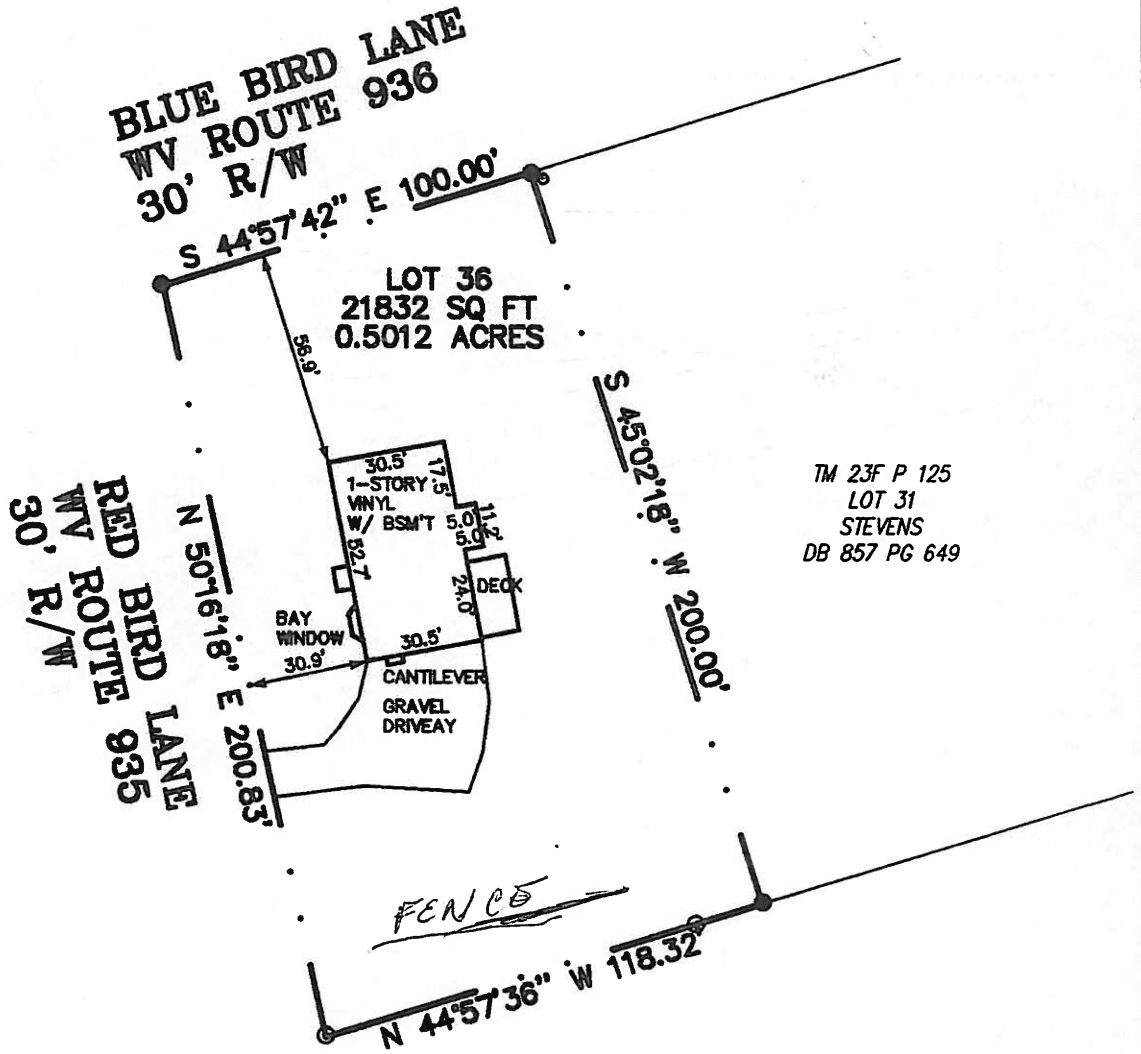 BLUE BIRD LANE
WV ROUTE 936
30' R/W
S 44°57'42" E 100.00'
LOT 36
21832 SQ FT
0.5012 ACRES
56.9'
S 45°02'18" W 200.00'
TM 23F P 125
LOT 31
STEVENS
DB 857 PG 649
30.5'
17.5'
1-STORY
VINYL
W/ BSM'T
5.0'
11.2'
5.0
52.7'
24.0'
DECK
RED BIRD LANE
WV ROUTE 935
30' R/W
N 50°16'18" E 200.83'
BAY
WINDOW
30.5'
30.9'
CANTILEVER
GRAVEL
DRIVEAY
FENCE
N 44°57'36" W 118.32'